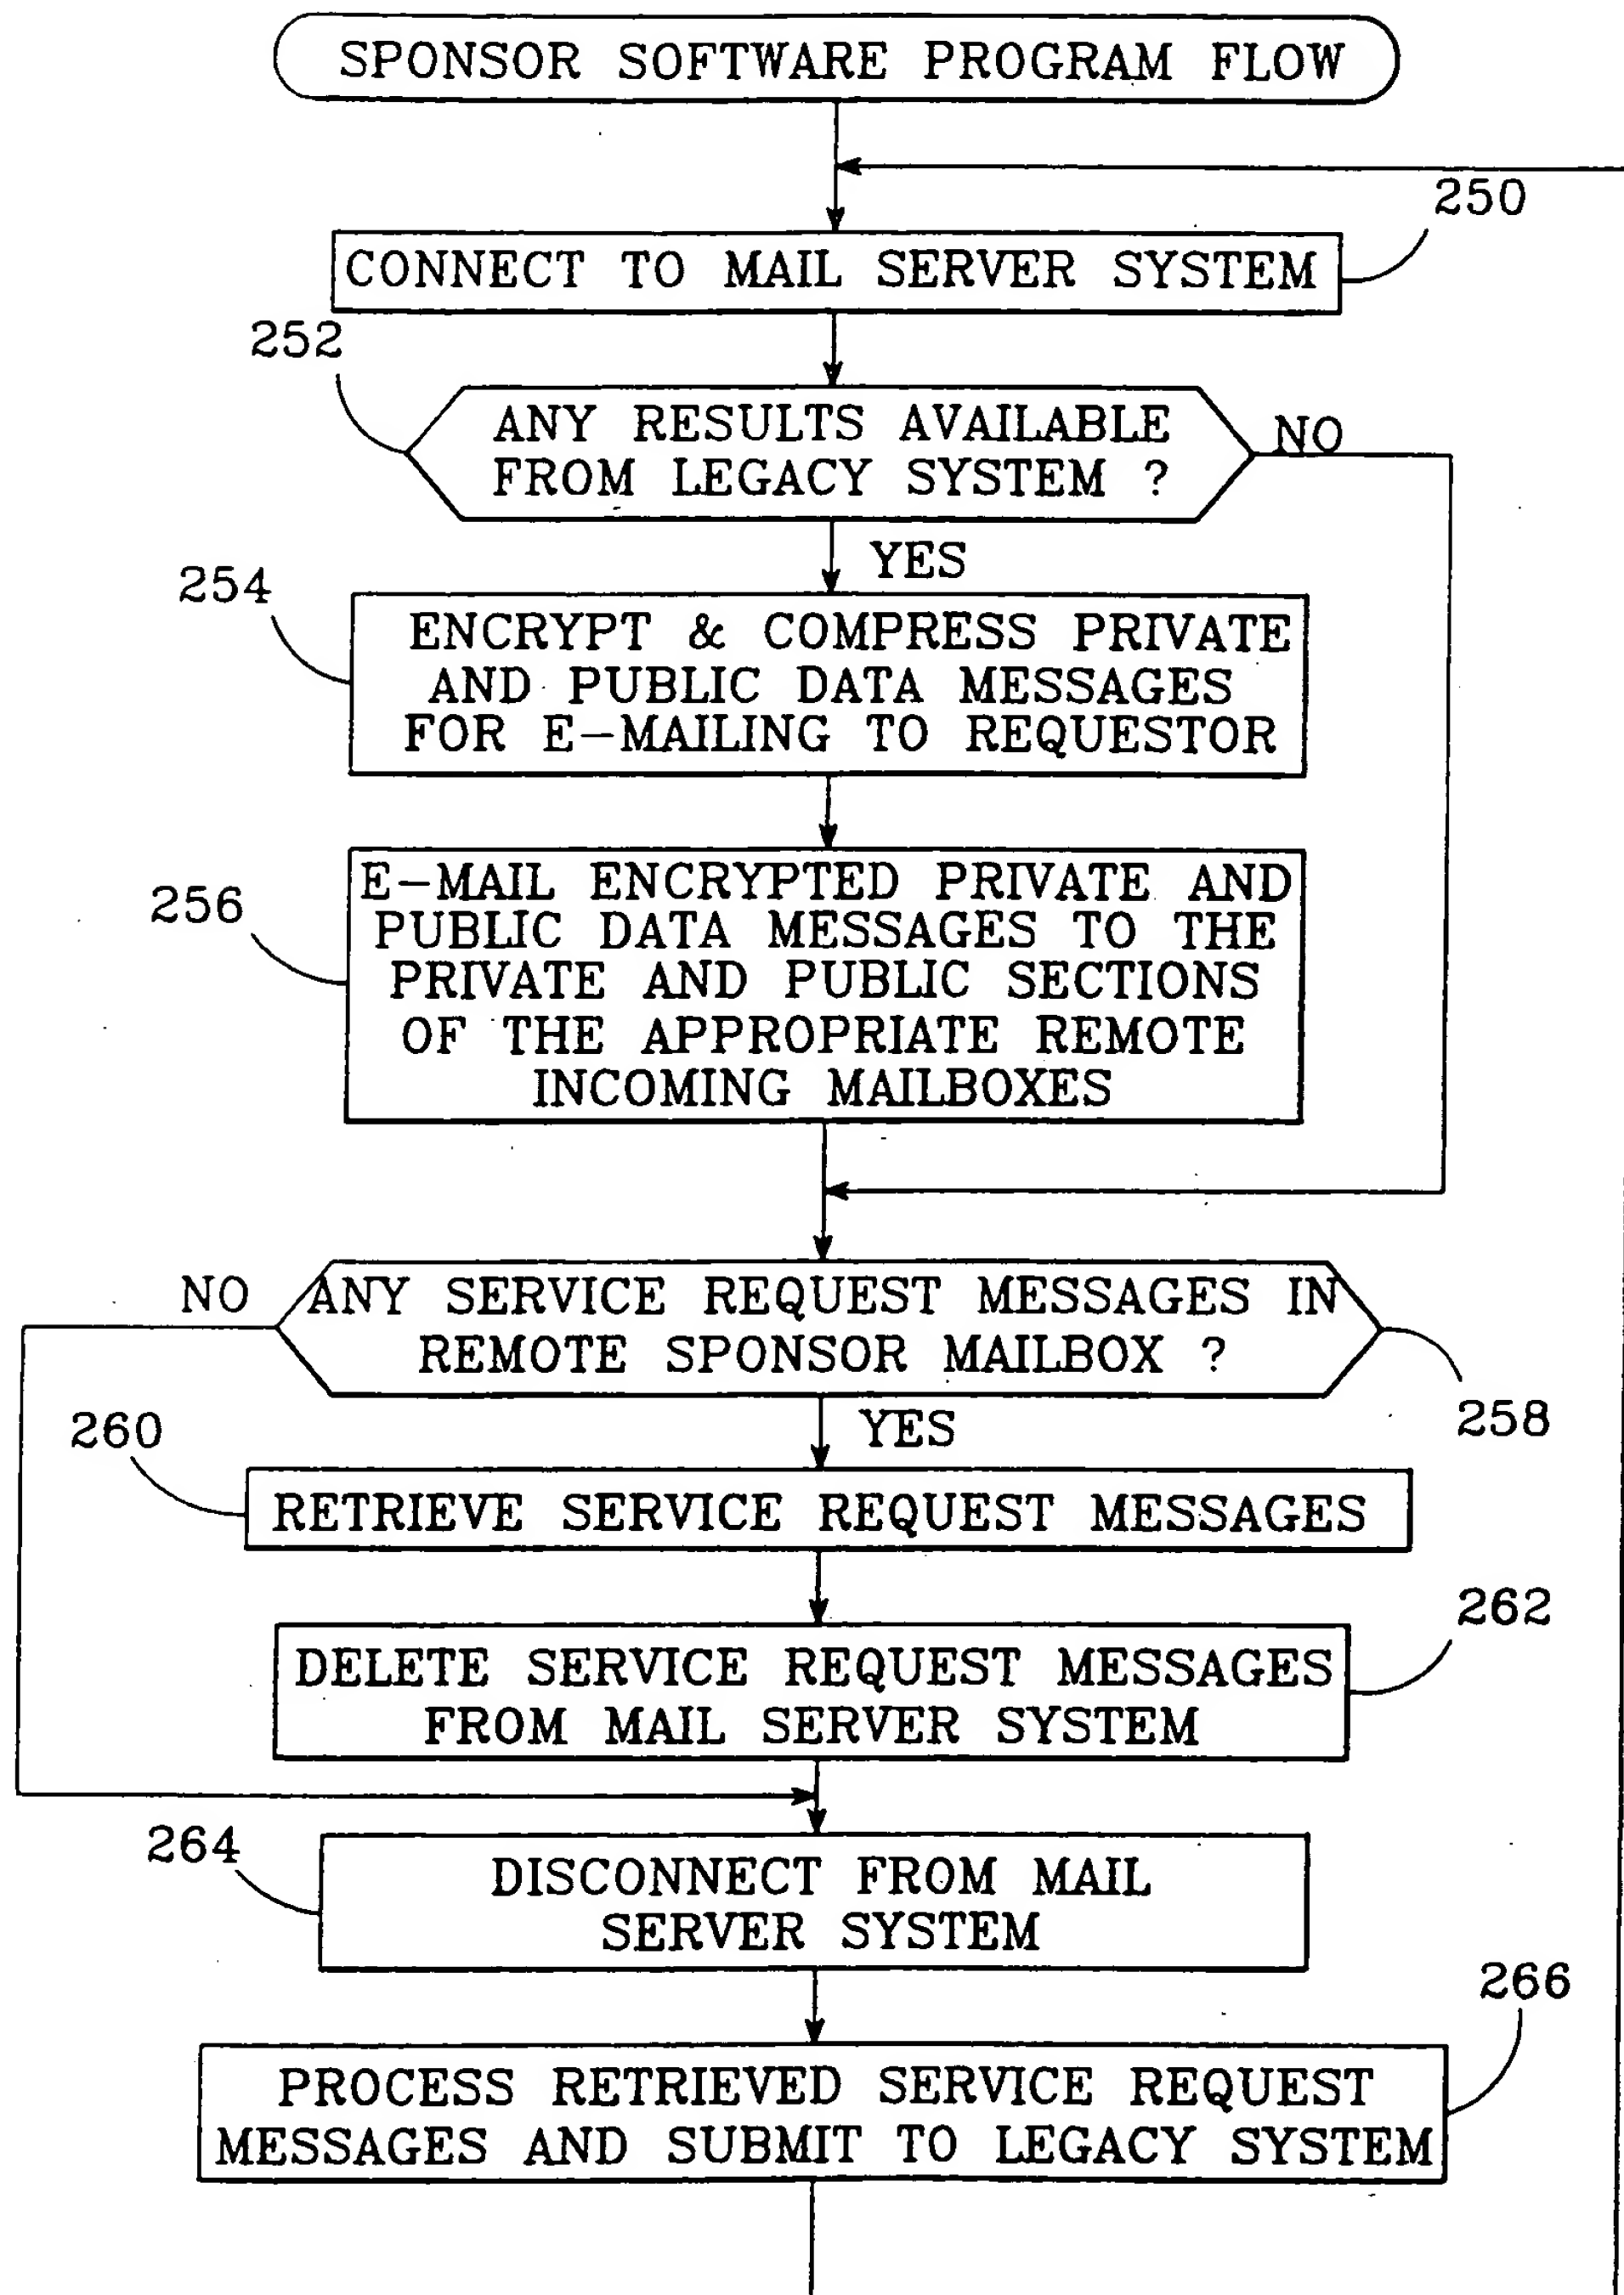 SPONSOR SOFTWARE PROGRAM FLOW
250
CONNECT TO MAIL SERVER SYSTEM
252
ANY RESULTS AVAILABLE
FROM LEGACY SYSTEM ?
NO
YES
254
ENCRYPT & COMPRESS PRIVATE
AND PUBLIC DATA MESSAGES
FOR E-MAILING TO REQUESTOR
256
E-MAIL ENCRYPTED PRIVATE AND
PUBLIC DATA MESSAGES TO THE
PRIVATE AND PUBLIC SECTIONS
OF THE APPROPRIATE REMOTE
INCOMING MAILBOXES
NO
ANY SERVICE REQUEST MESSAGES IN
REMOTE SPONSOR MAILBOX ?
258
YES
260
RETRIEVE SERVICE REQUEST MESSAGES
262
DELETE SERVICE REQUEST MESSAGES
FROM MAIL SERVER SYSTEM
264
DISCONNECT FROM MAIL
SERVER SYSTEM
266
PROCESS RETRIEVED SERVICE REQUEST
MESSAGES AND SUBMIT TO LEGACY SYSTEM